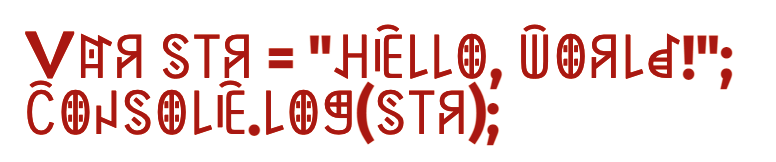 Var str = "Hello, World!";
Console.log(str);